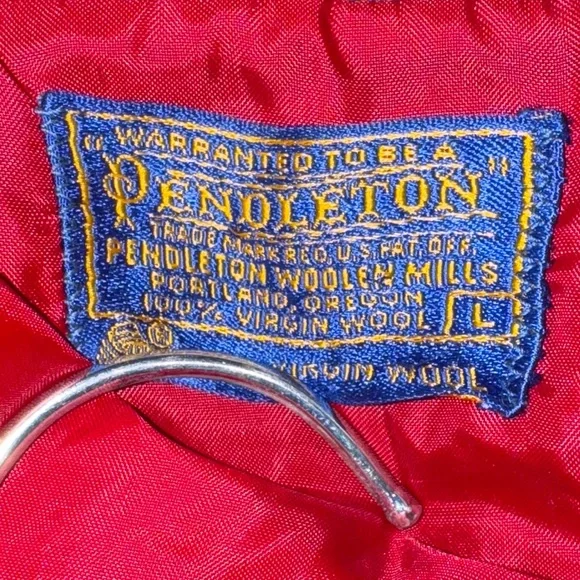 WARRANTED TO BE A
"PENDLETON"
TRADE MARK REG. U.S. PAT. OFF.
PENDLETON WOOLEN MILLS
PORTLAND, OREGON
100% VIRGIN WOOL L
VIRGIN WOOL